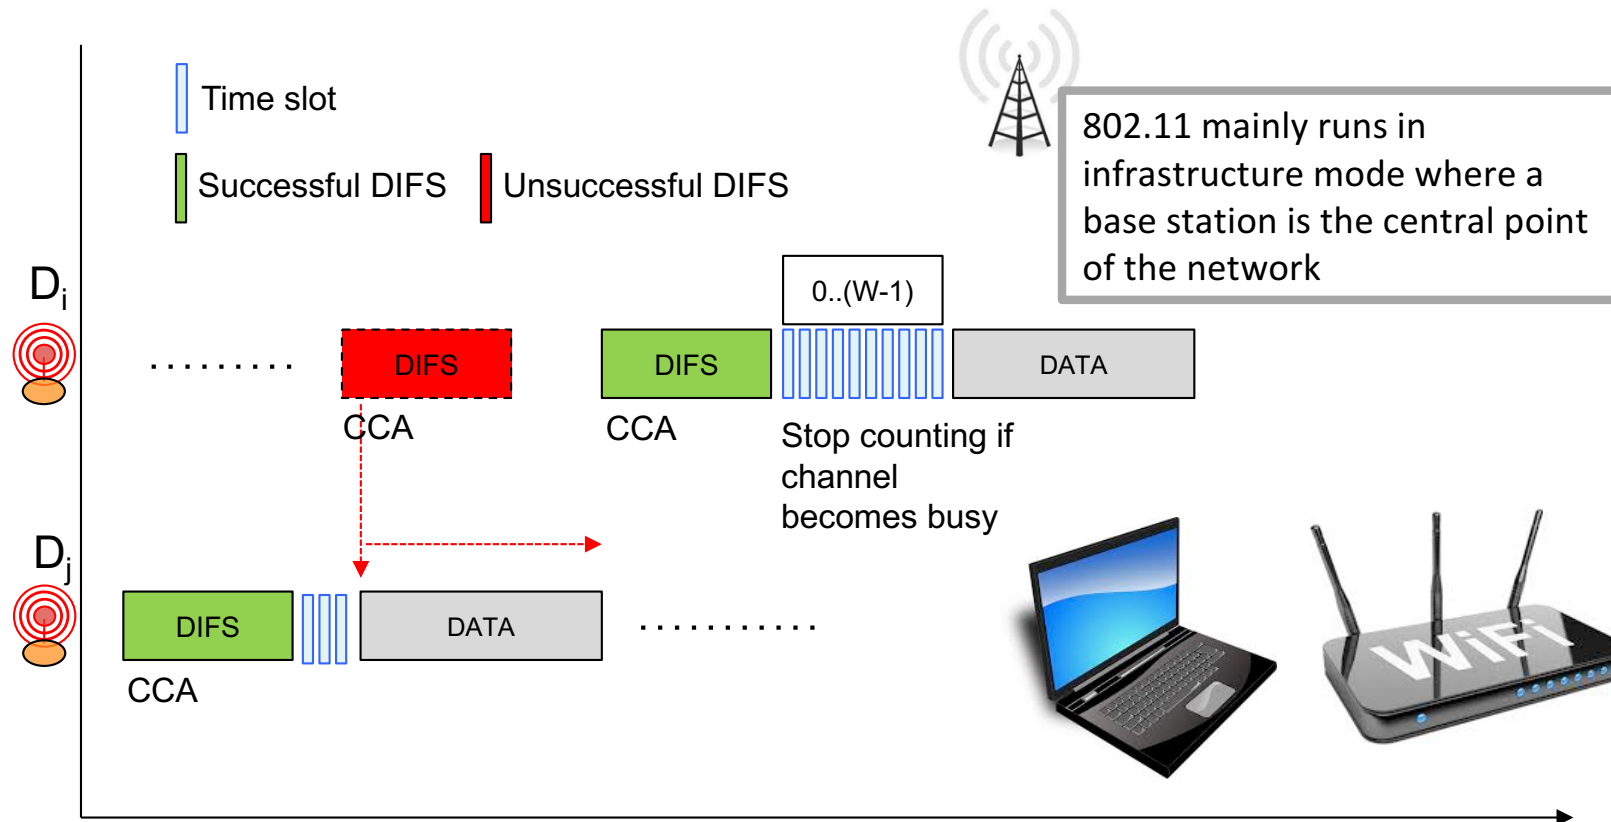 Time slot
Successful DIFS
Unsuccessful DIFS
802.11 mainly runs in
infrastructure mode where a
base station is the central point
of the network
Di
0..(W-1)
DIFS
DIFS
DATA
CCA
CCA
Stop counting if
channel
becomes busy
Dj
DIFS
DATA
CCA
WiFi